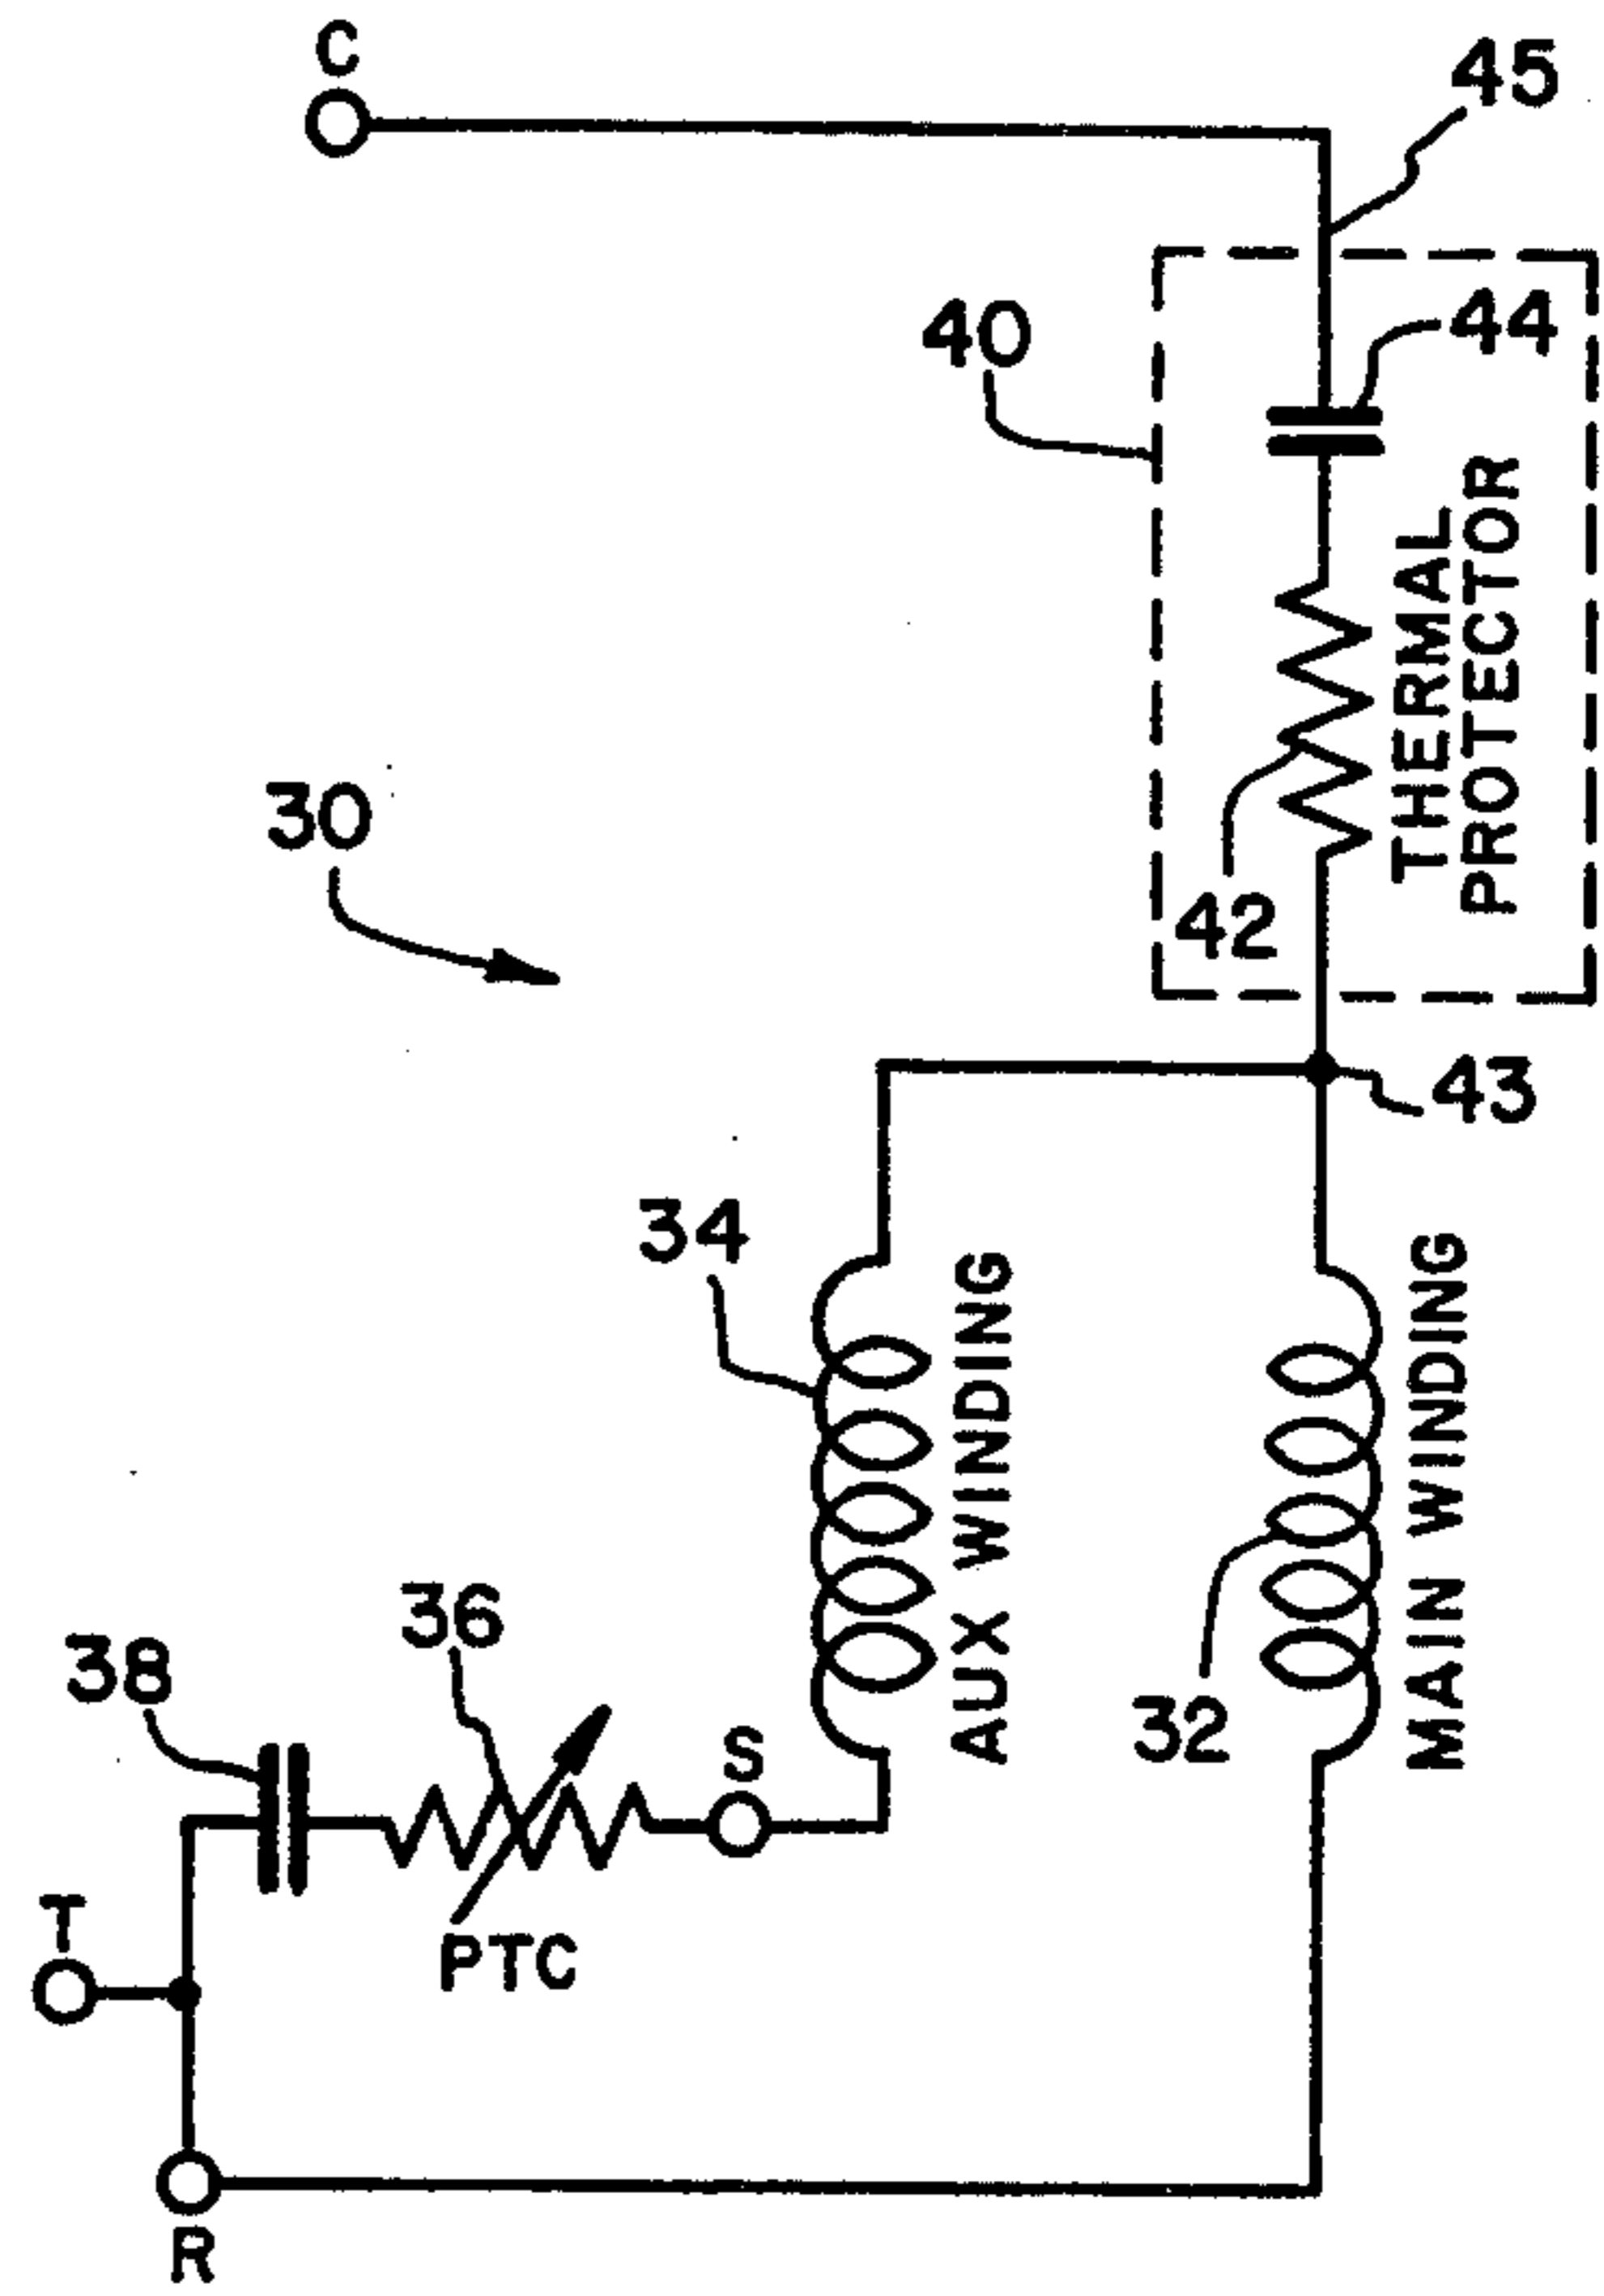 C
45
40
44
THERMAL
PROTECTOR
30
42
43
34
AUX WINDING
MAIN WINDING
36
38
32
S
T
PTC
R